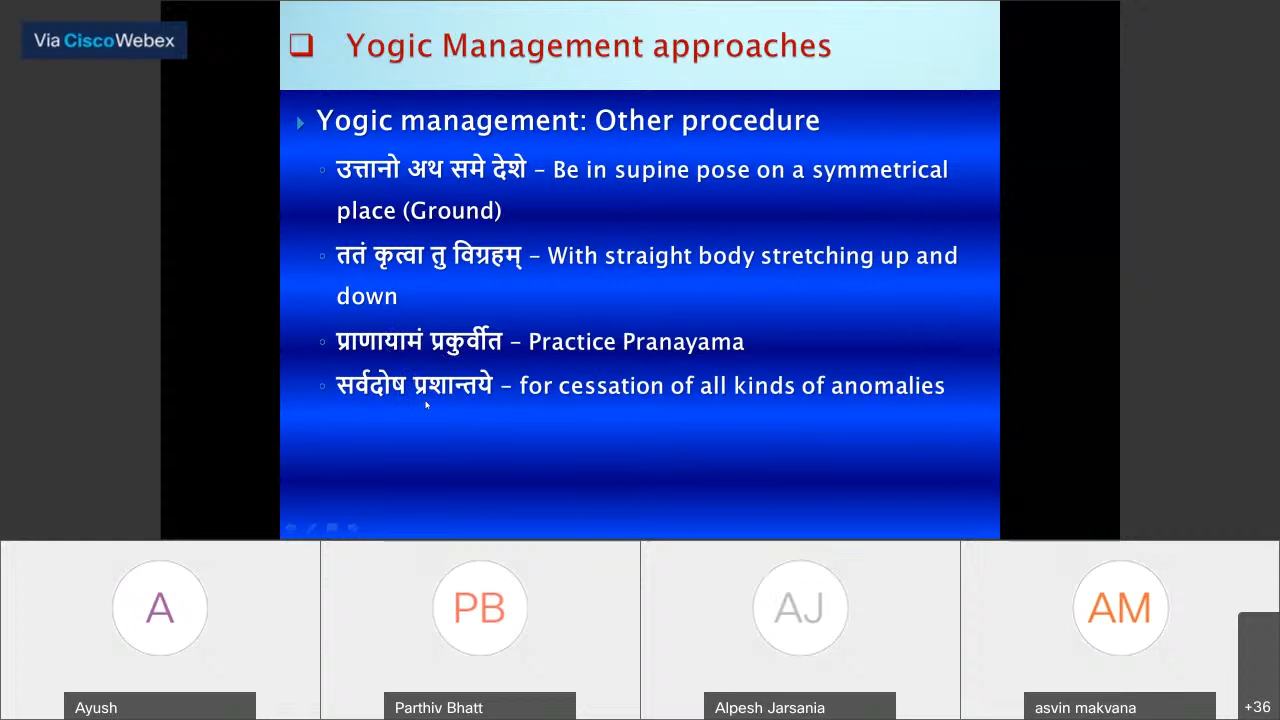 Via Cisco Webex
Yogic Management approaches
Yogic management: Other procedure
उत्तानो अथ समे देशे – Be in supine pose on a symmetrical
place (Ground)
ततं कृत्वा तु विग्रहम् – With straight body stretching up and
down
प्राणायामं प्रकुर्वीत – Practice Pranayama
सर्वदोष प्रशान्तये – for cessation of all kinds of anomalies
A
PB
AJ
AM
Ayush
Parthiv Bhatt
Alpesh Jarsania
asvin makvana
+36